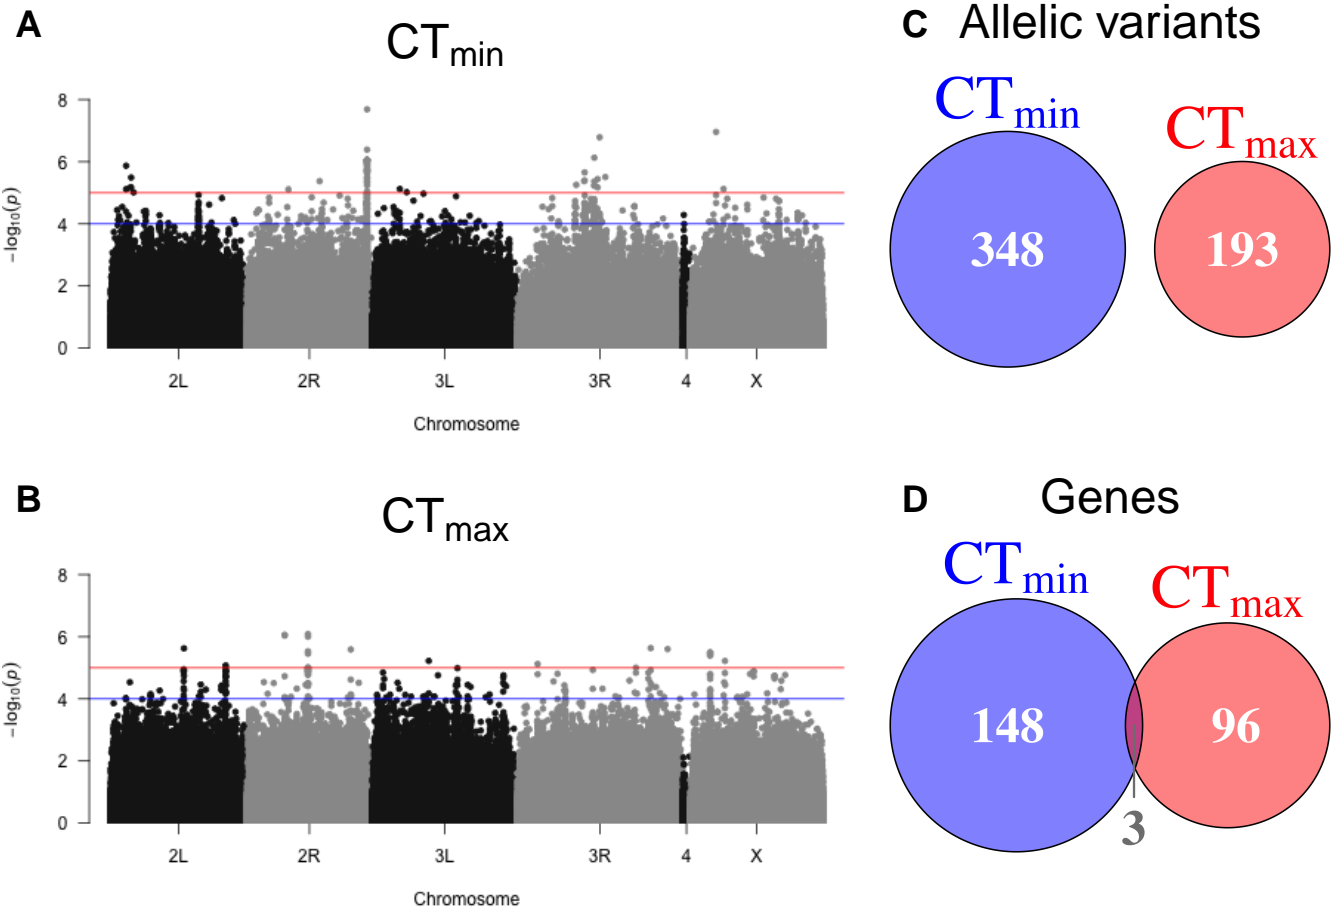 A
CTmin
8
6
4
2
0
−log10(p)
2L 2R 3L 3R 4 X
Chromosome
B
CTmax
8
6
4
2
0
−log10(p)
2L 2R 3L 3R 4 X
Chromosome
C Allelic variants
CTmin
CTmax
348 193
D Genes
CTmin
CTmax
148 96
3